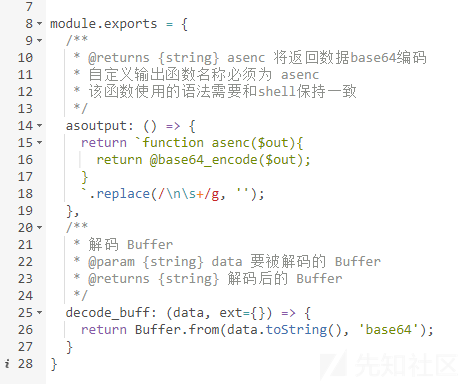 7
8 module.exports = {
9 /**
10 * @returns {string} asenc 将返回数据base64编码
11 * 自定义输出函数名称必须为 asenc
12 * 该函数使用的语法需要和shell保持一致
13 */
14 asoutput: () => {
15 return `function asenc($out){
16 return @base64_encode($out);
17 }
18 `.replace(/\n\s+/g, '');
19 },
20 /**
21 * 解码 Buffer
22 * @param {string} data 要被解码的 Buffer
23 * @returns {string} 解码后的 Buffer
24 */
25 decode_buff: (data, ext={}) => {
26 return Buffer.from(data.toString(), 'base64');
27 }
28 }
先知社区